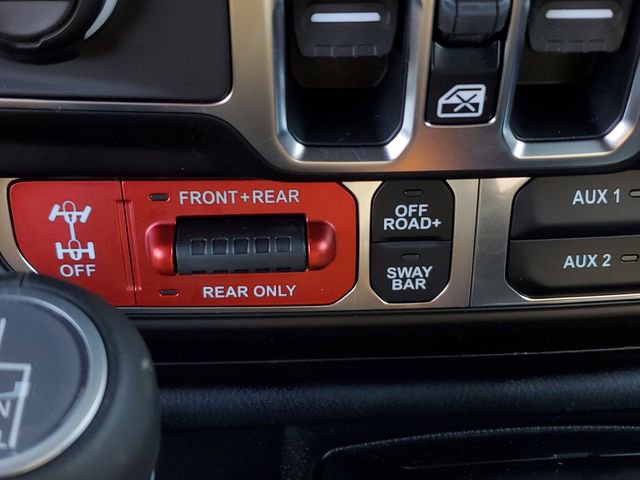 FRONT+REAR
OFF
REAR ONLY
OFF
ROAD+
SWAY
BAR
AUX 1
AUX 2